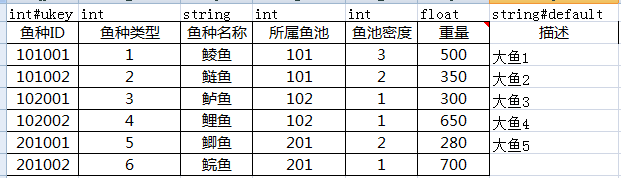 int#ukey int string int int float string#default
鱼种ID 鱼种类型 鱼种名称 所属鱼池 鱼池密度 重量 描述
101001 1 鲮鱼 101 3 500 大鱼1
101002 2 鲢鱼 101 2 350 大鱼2
102001 3 鲈鱼 102 1 300 大鱼3
102002 4 鲤鱼 102 1 650 大鱼4
201001 5 鲫鱼 201 2 280 大鱼5
201002 6 鲩鱼 201 1 700